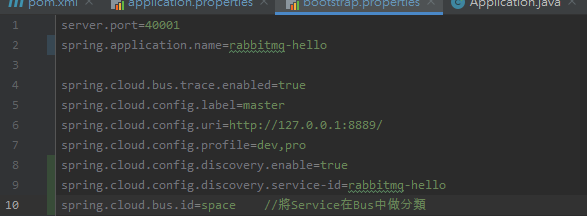 pom.xml application.properties bootstrap.properties Application.java
1 server.port=40001
2 spring.application.name=rabbitmq-hello
3
4 spring.cloud.bus.trace.enabled=true
5 spring.cloud.config.label=master
6 spring.cloud.config.uri=http://127.0.0.1:8889/
7 spring.cloud.config.profile=dev,pro
8 spring.cloud.config.discovery.enable=true
9 spring.cloud.config.discovery.service-id=rabbitmq-hello
10 spring.cloud.bus.id=space //將Service在Bus中做分類